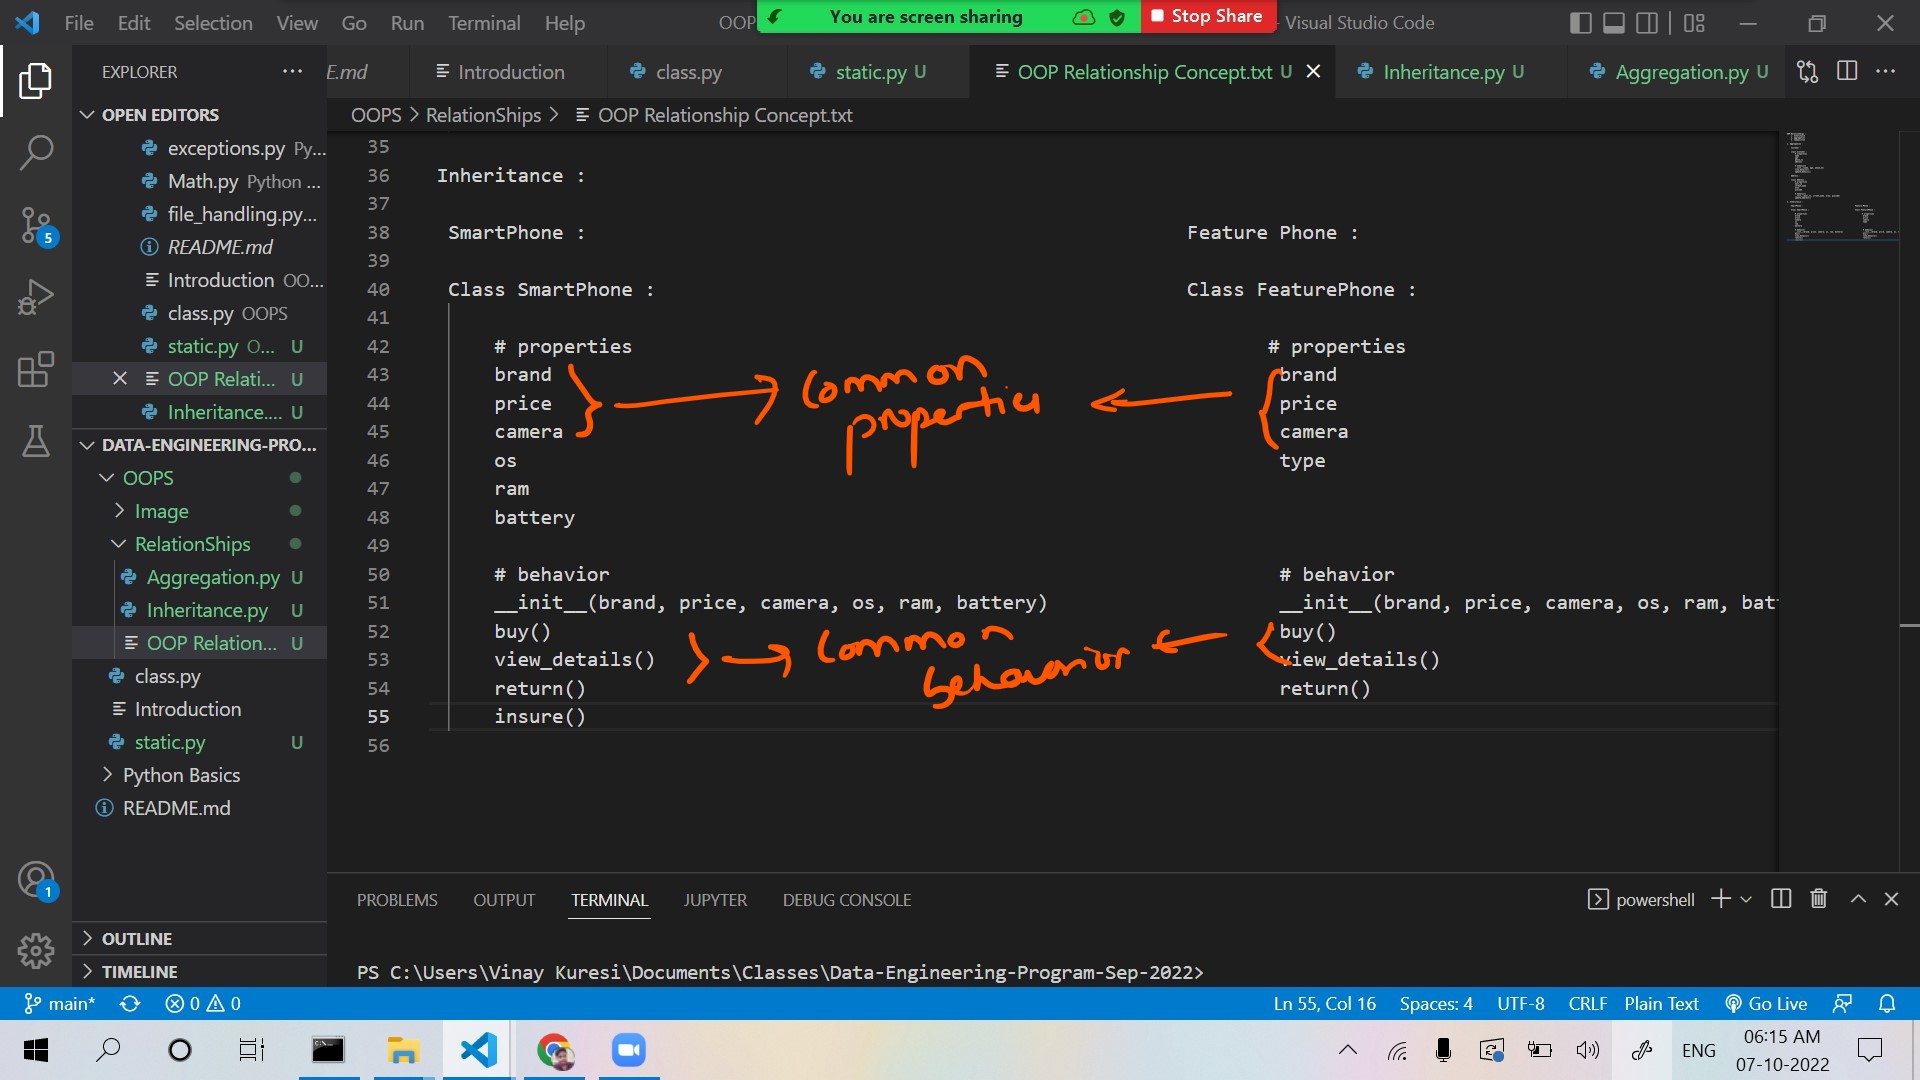 File Edit Selection View Go Run Terminal Help
OOP
You are screen sharing
Stop Share
- Visual Studio Code
EXPLORER
E.md
Introduction
class.py
static.py U
OOP Relationship Concept.txt U
Inheritance.py U
Aggregation.py U
OOPS > RelationShips > OOP Relationship Concept.txt
OPEN EDITORS
exceptions.py Py...
Math.py Python ...
file_handling.py...
README.md
Introduction OO...
class.py OOPS
static.py O... U
OOP Relati... U
Inheritance.... U
DATA-ENGINEERING-PRO...
OOPS
Image
RelationShips
Aggregation.py U
Inheritance.py U
OOP Relation... U
class.py
Introduction
static.py U
Python Basics
README.md
OUTLINE
TIMELINE
5
1
35
36 Inheritance :
37
38 SmartPhone : Feature Phone :
39
40 Class SmartPhone : Class FeaturePhone :
41
42 # properties # properties
43 brand brand
44 price price
45 camera camera
46 os type
47 ram
48 battery
49
50 # behavior # behavior
51 __init__(brand, price, camera, os, ram, battery) __init__(brand, price, camera, os, ram, bat
52 buy() buy()
53 view_details() view_details()
54 return() return()
55 insure()
56
Common
properties
Common
behavarior
PROBLEMS OUTPUT TERMINAL JUPYTER DEBUG CONSOLE
powershell
PS C:\Users\Vinay Kuresi\Documents\Classes\Data-Engineering-Program-Sep-2022>
main* 0 0
Ln 55, Col 16 Spaces: 4 UTF-8 CRLF Plain Text Go Live
ENG
06:15 AM
07-10-2022